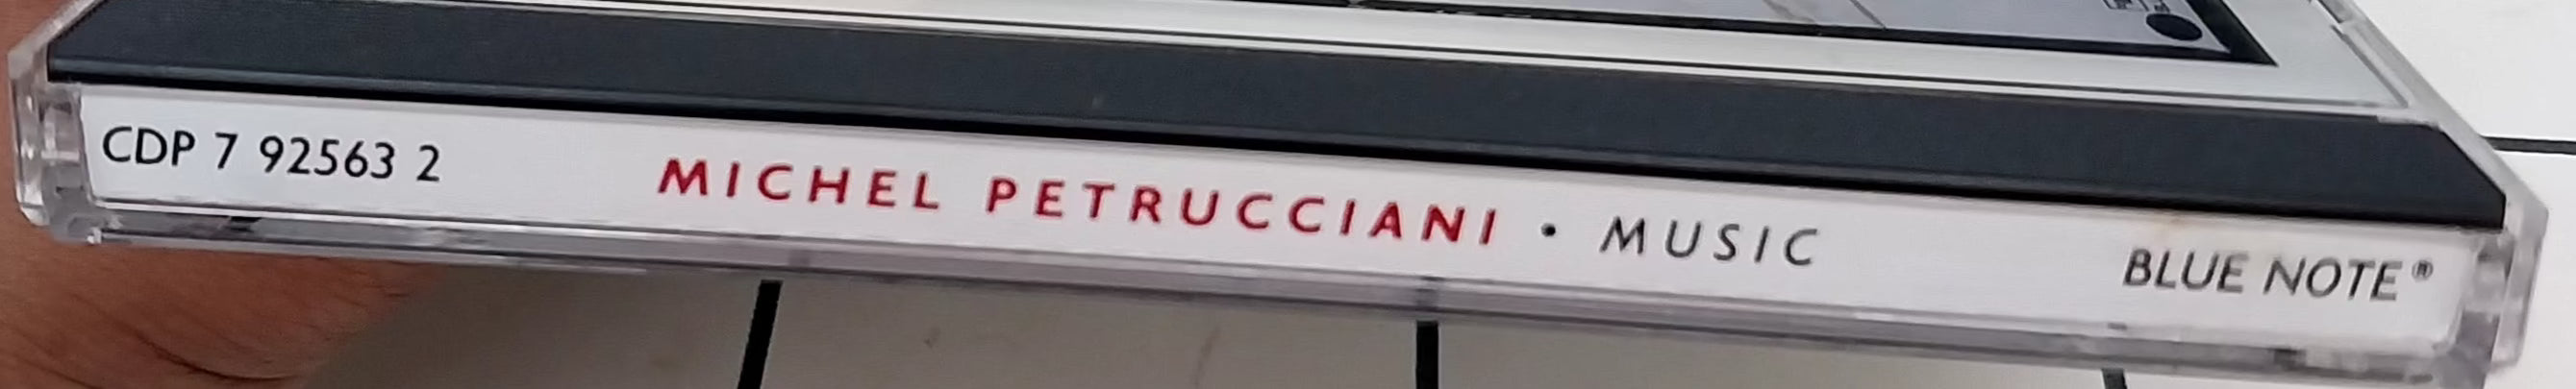 CDP 7 92563 2 MICHEL PETRUCCIANI • MUSIC BLUE NOTE®